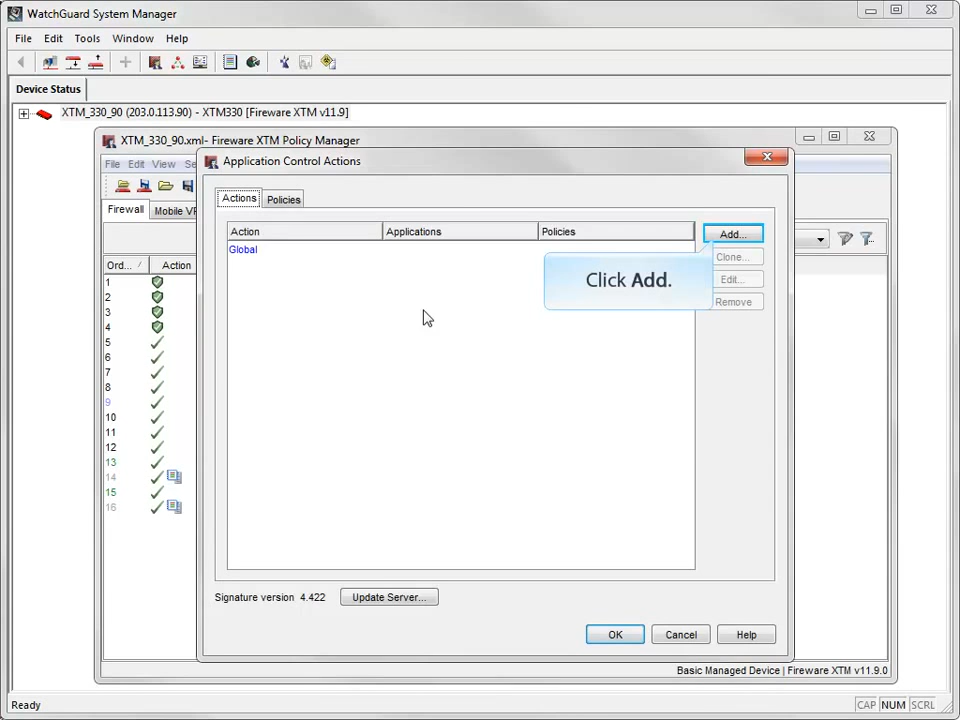 WatchGuard System Manager
File Edit Tools Window Help
Device Status
XTM_330_90 (203.0.113.90) - XTM330 [Fireware XTM v11.9]
XTM_330_90.xml- Fireware XTM Policy Manager
File Edit View Se
Application Control Actions
Actions Policies
Firewall Mobile VP
Action Applications Policies
Add...
Global
Clone...
Click Add.
Edit...
Remove
Ord... Action
1
2
3
4
5
6
7
8
9
10
11
12
13
14
15
16
Signature version 4.422 Update Server...
OK Cancel Help
Basic Managed Device | Fireware XTM v11.9.0
Ready CAP NUM SCRL